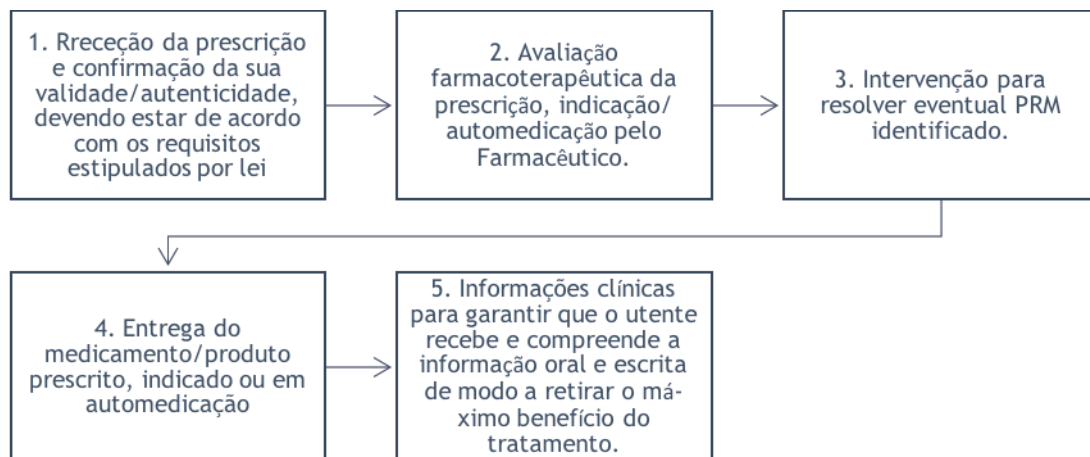 1. Rreceção da prescrição
e confirmação da sua
validade/autenticidade,
devendo estar de acordo
com os requisitos
estipulados por lei
2. Avaliação
farmacoterapêutica da
prescrição, indicação/
automedicação pelo
Farmacêutico.
3. Intervenção para
resolver eventual PRM
identificado.
4. Entrega do
medicamento/produto
prescrito, indicado ou em
automedicação
5. Informações clínicas
para garantir que o utente
recebe e compreende a
informação oral e escrita
de modo a retirar o má-
ximo benefício do
tratamento.